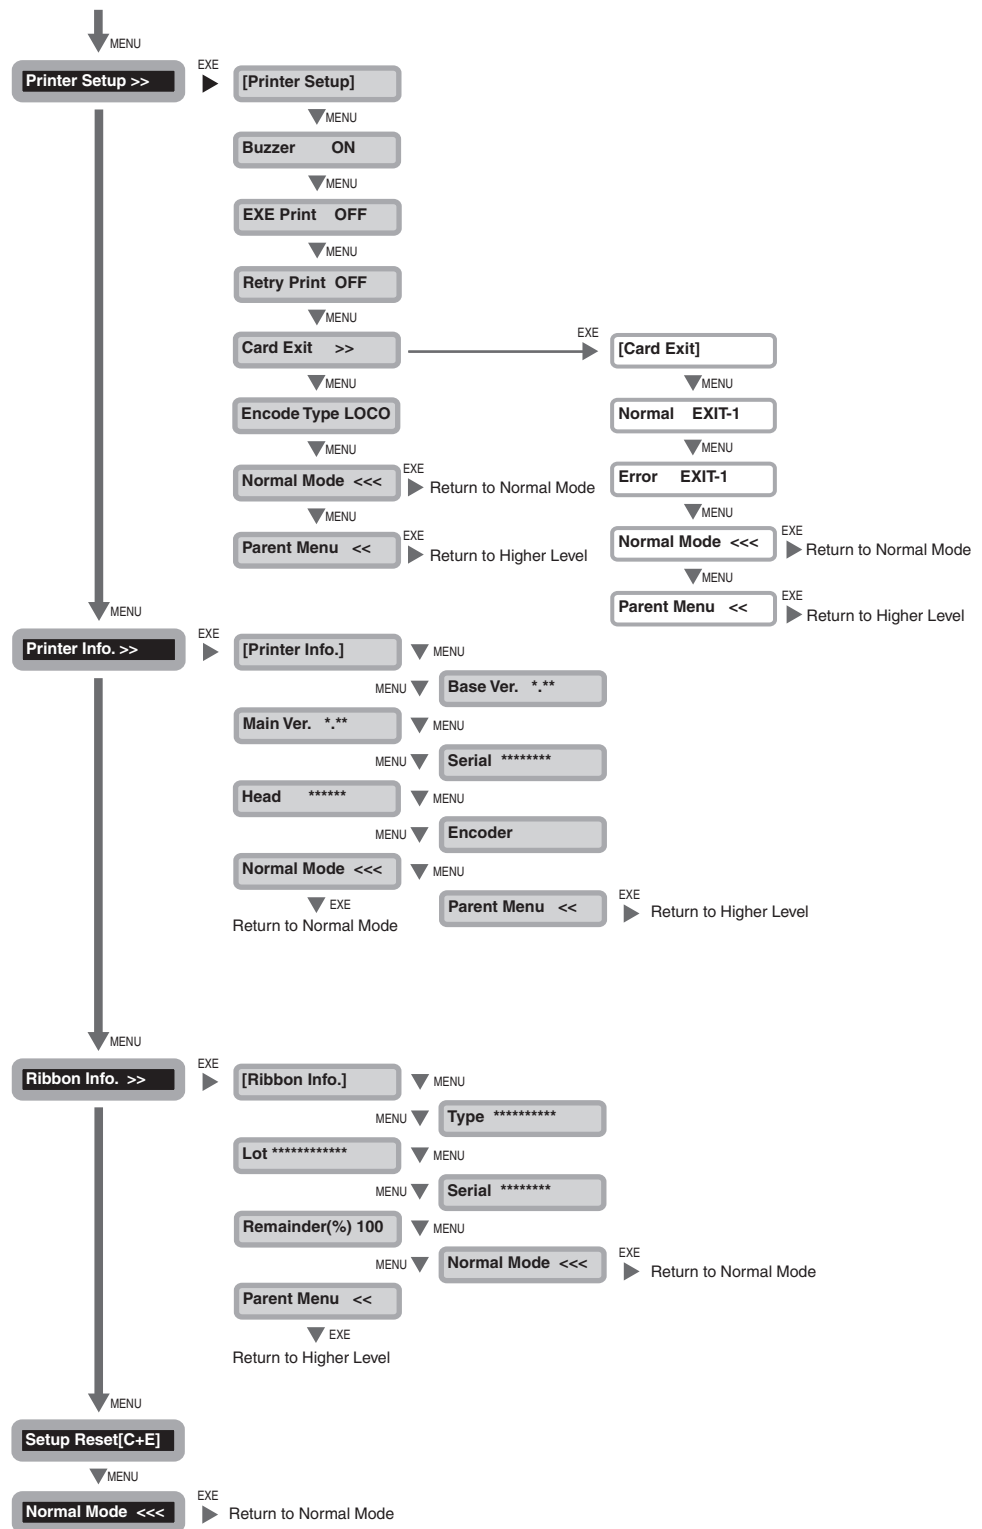 MENU
Printer Setup >>
EXE
[Printer Setup]
MENU
Buzzer ON
MENU
EXE Print OFF
MENU
Retry Print OFF
MENU
Card Exit >>
EXE
[Card Exit]
MENU
MENU
Encode Type LOCO
Normal EXIT-1
MENU
MENU
Normal Mode <<<
EXE
Return to Normal Mode
Error EXIT-1
MENU
MENU
Parent Menu <<
EXE
Return to Higher Level
Normal Mode <<<
EXE
Return to Normal Mode
MENU
Parent Menu <<
EXE
Return to Higher Level
MENU
Printer Info. >>
EXE
[Printer Info.]
MENU
MENU
Base Ver. *.**
Main Ver. *.**
MENU
MENU
Serial ********
Head ******
MENU
MENU
Encoder
Normal Mode <<<
MENU
EXE
Return to Normal Mode
Parent Menu <<
EXE
Return to Higher Level
MENU
Ribbon Info. >>
EXE
[Ribbon Info.]
MENU
MENU
Type **********
Lot ************
MENU
MENU
Serial ********
Remainder(%) 100
MENU
MENU
Normal Mode <<<
EXE
Return to Normal Mode
Parent Menu <<
EXE
Return to Higher Level
MENU
Setup Reset[C+E]
MENU
Normal Mode <<<
EXE
Return to Normal Mode